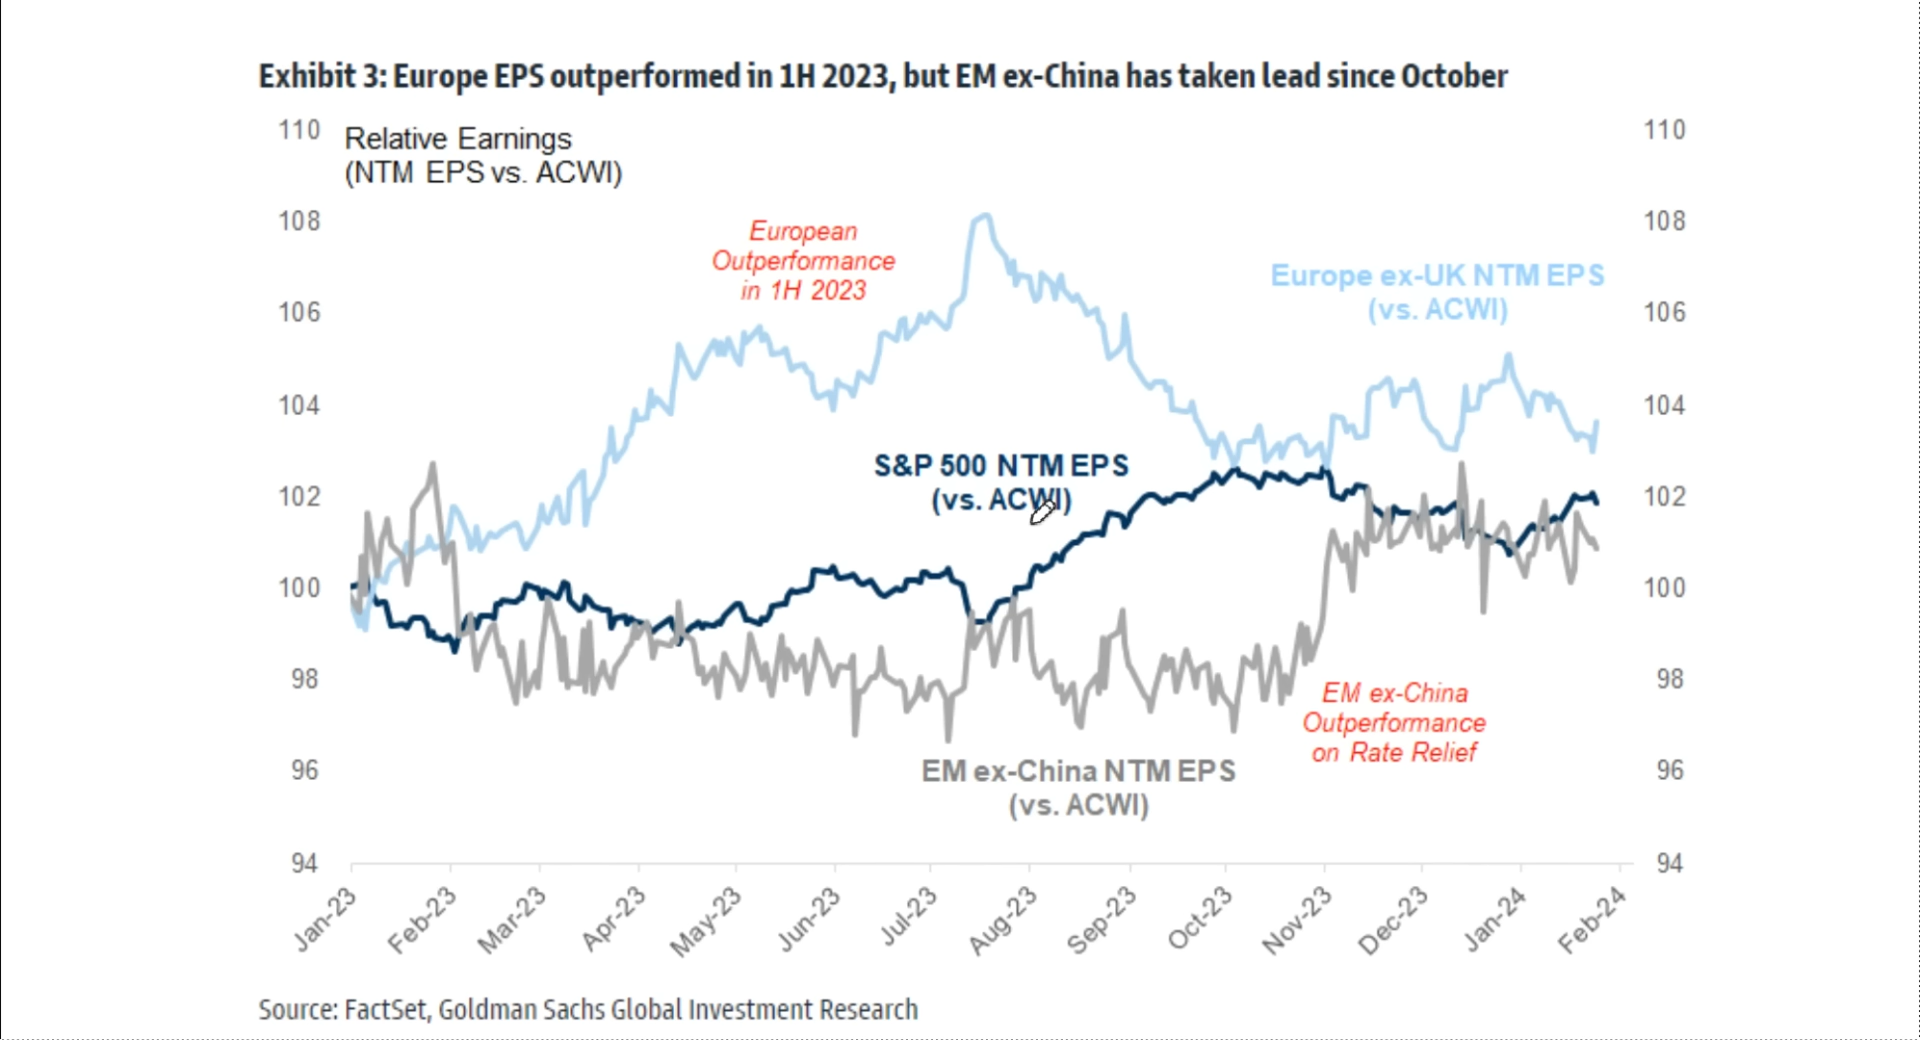 Exhibit 3: Europe EPS outperformed in 1H 2023, but EM ex-China has taken lead since October
110
Relative Earnings
(NTM EPS vs. ACWI)
110
108
European
Outperformance
in 1H 2023
108
Europe ex-UK NTM EPS
(vs. ACWI)
106
106
104
104
S&P 500 NTM EPS
(vs. ACWI)
102
102
100
100
98
98
EM ex-China
Outperformance
on Rate Relief
96
EM ex-China NTM EPS
(vs. ACWI)
96
94
94
Jan-23
Feb-23
Mar-23
Apr-23
May-23
Jun-23
Jul-23
Aug-23
Sep-23
Oct-23
Nov-23
Dec-23
Jan-24
Feb-24
Source: FactSet, Goldman Sachs Global Investment Research